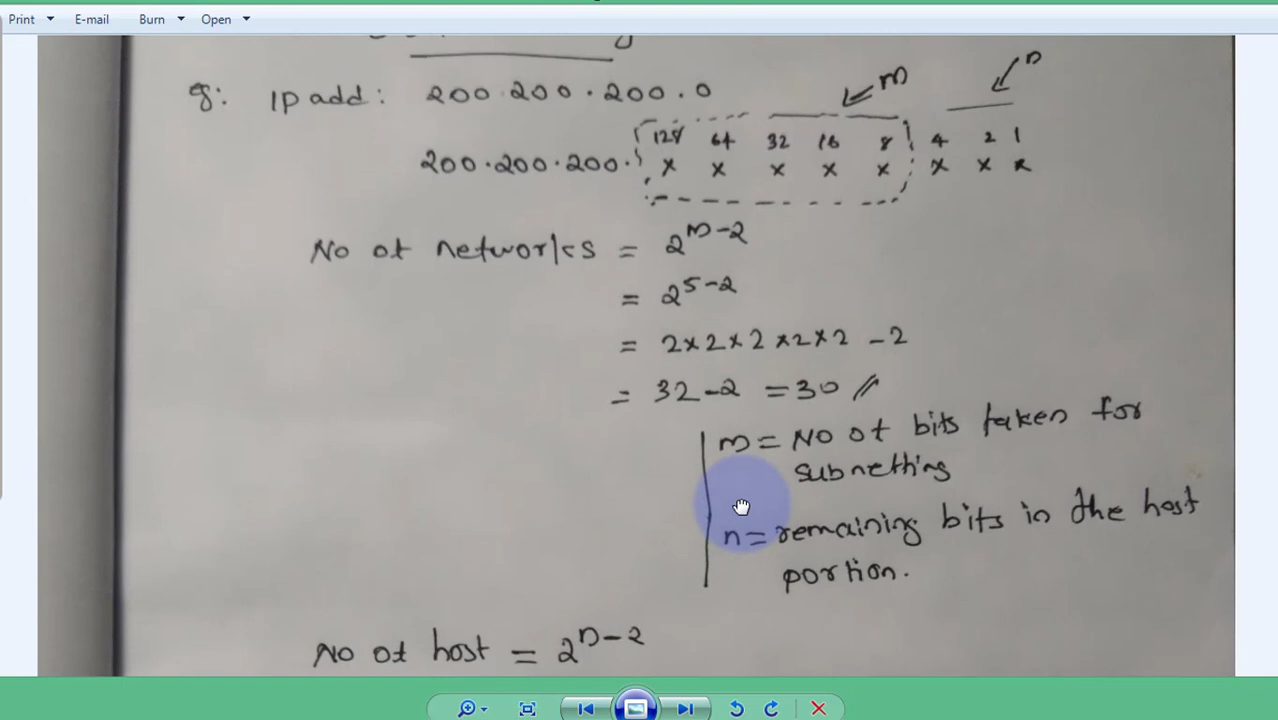 Print E-mail Burn Open
g: IP add: 200.200.200.0
m n
128 64 32 16 8 4 2 1
200.200.200. x x x x x x x x
No of networks = 2^m-2
= 2^5-2
= 2x2x2x2x2 -2
= 32-2 = 30 //
m = No of bits taken for
subnetting
n = remaining bits in the host
portion.
No of host = 2^n-2